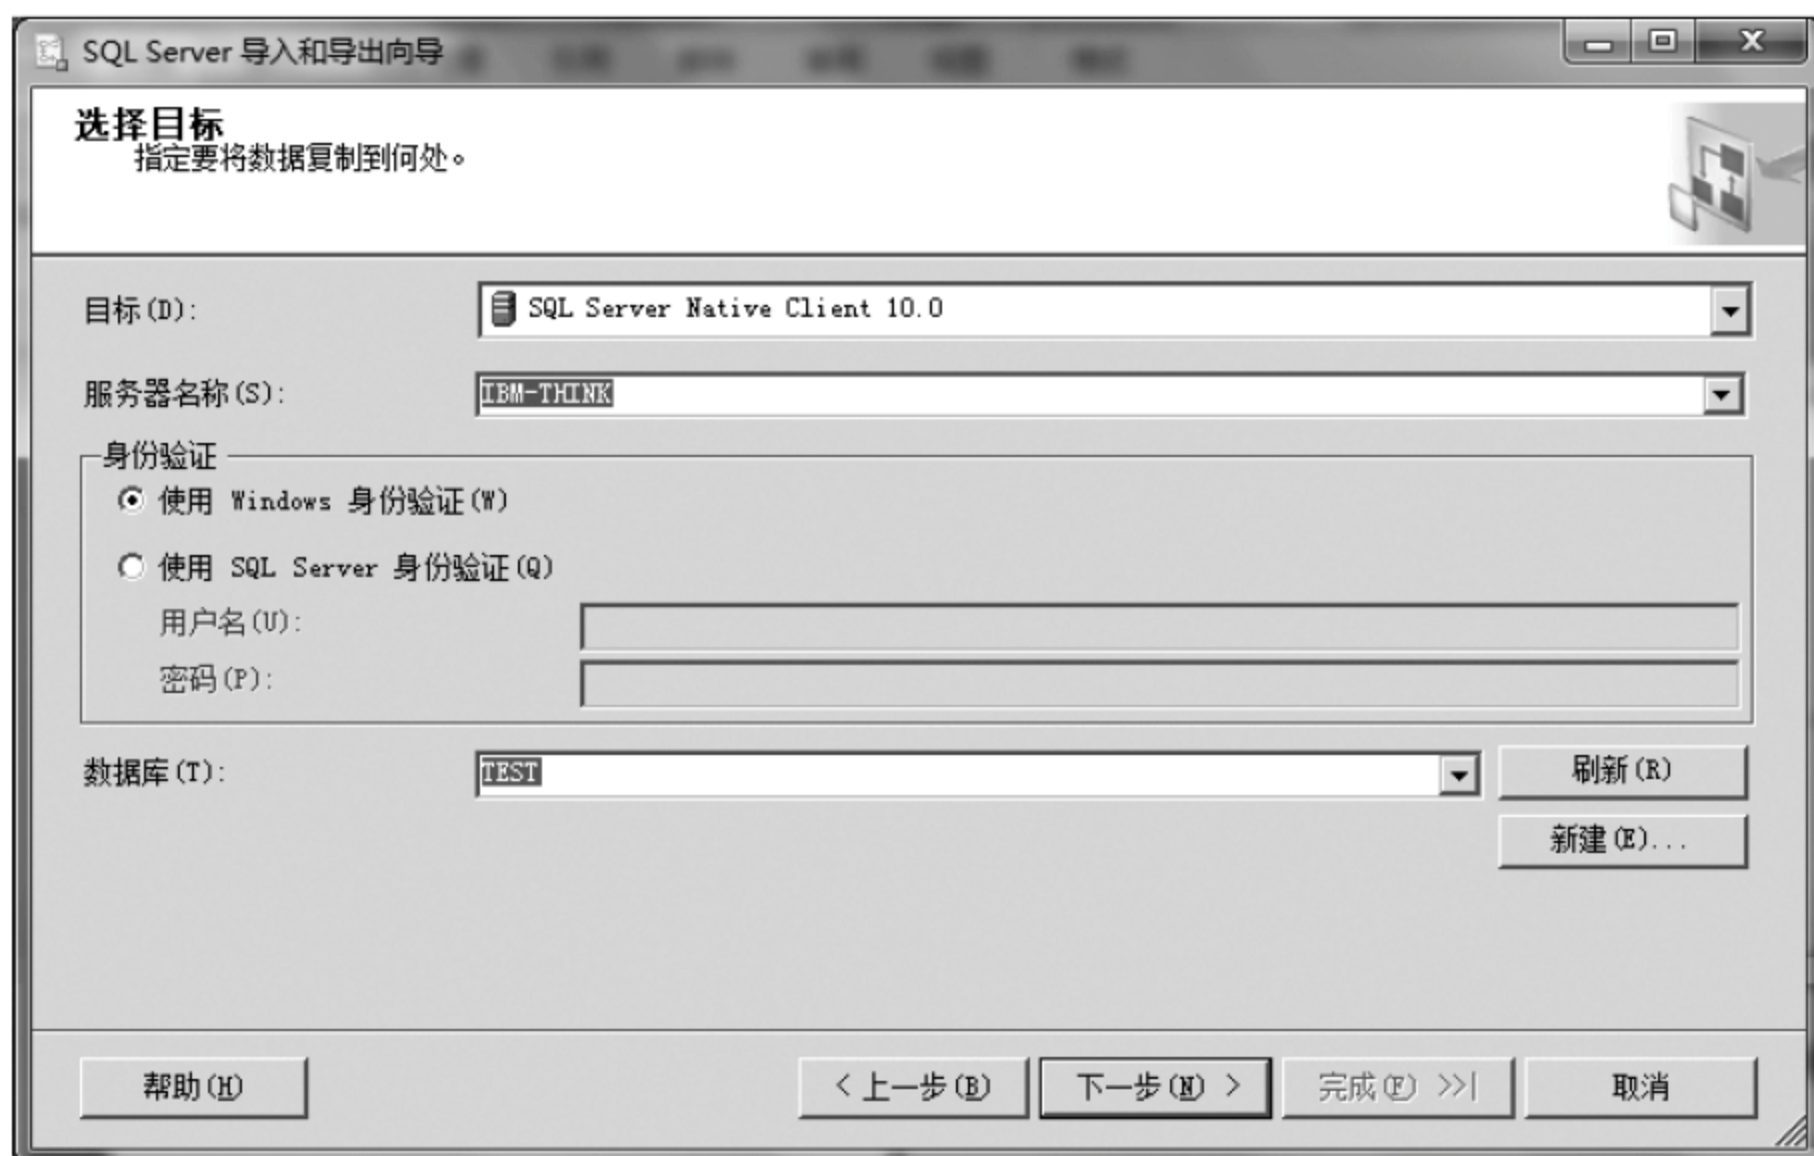 SQL Server 导入和导出向导
选择目标
指定要将数据复制到何处。
目标(D):
SQL Server Native Client 10.0
服务器名称(S):
IBM-THINK
身份验证
使用 Windows 身份验证(W)
使用 SQL Server 身份验证(Q)
用户名(U):
密码(P):
数据库(T):
TEST
刷新(R)
新建(E)...
帮助(H)
< 上一步(B)
下一步(N) >
完成(F) >>|
取消